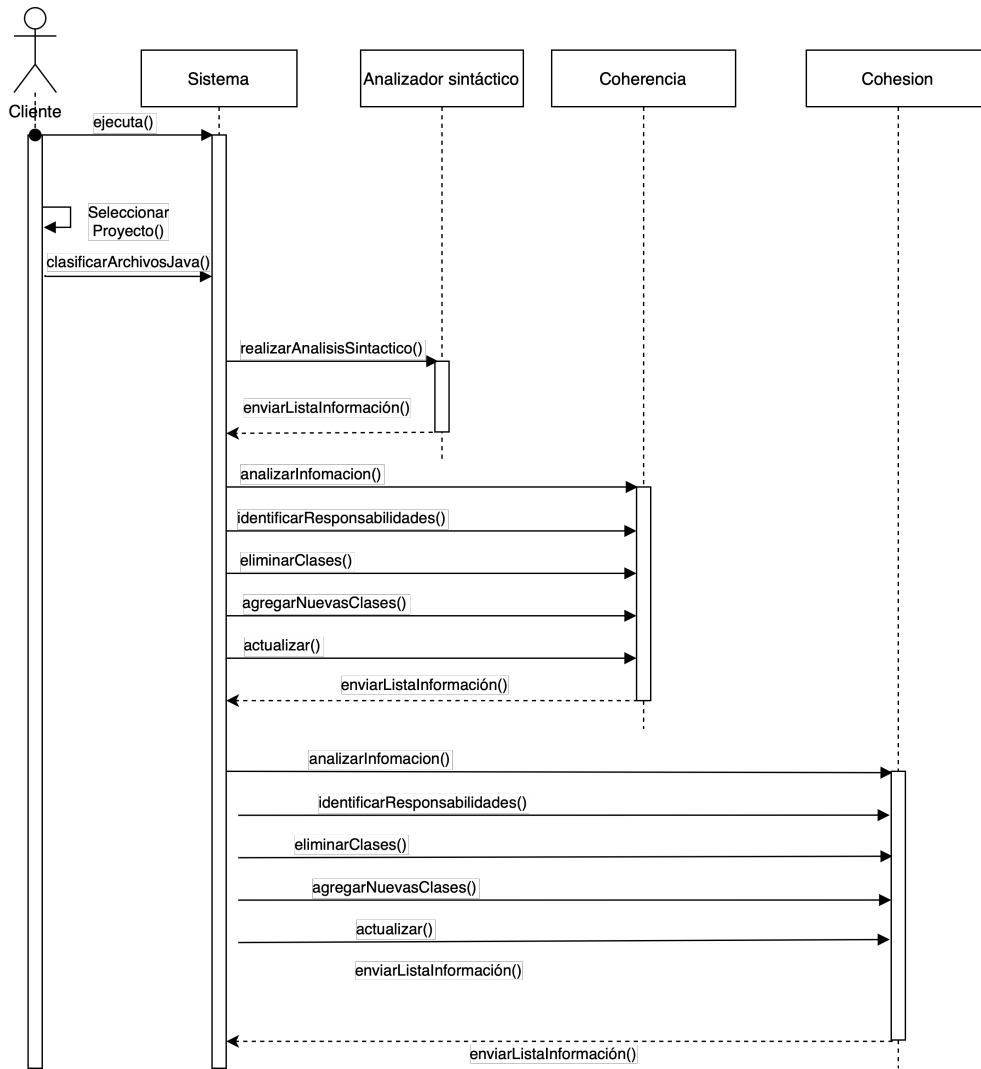 Sistema
Analizador sintáctico
Coherencia
Cohesion
Cliente
ejecuta()
Seleccionar
Proyecto()
clasificarArchivosJava()
realizarAnalisisSintactico()
enviarListaInformación()
analizarInfomacion()
identificarResponsabilidades()
eliminarClases()
agregarNuevasClases()
actualizar()
enviarListaInformación()
analizarInfomacion()
identificarResponsabilidades()
eliminarClases()
agregarNuevasClases()
actualizar()
enviarListaInformación()
enviarListaInformación()